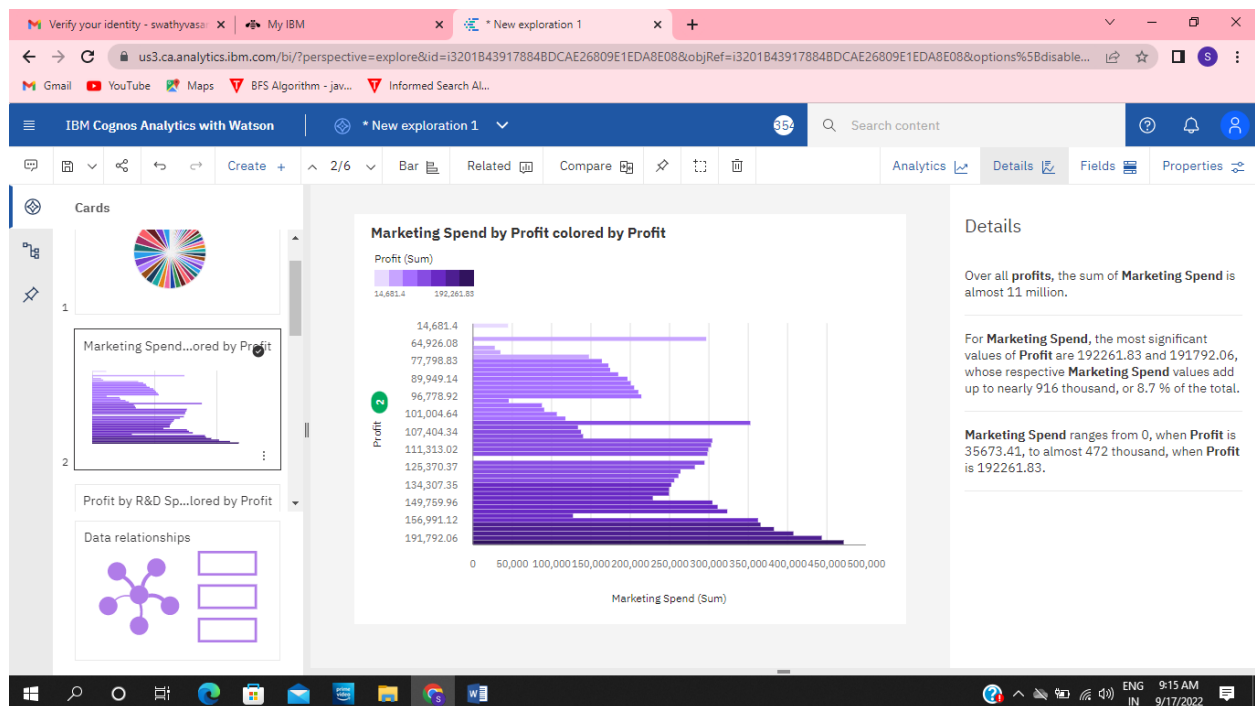 Verify your identity - swathyvasar
My IBM
* New exploration 1
us3.ca.analytics.ibm.com/bi/?perspective=explore&id=i3201B43917884BDCAE26809E1EDA8E08&objRef=i3201B43917884BDCAE26809E1EDA8E08&options%5Bdisable...
S
Gmail
YouTube
Maps
BFS Algorithm - jav...
Informed Search Al...
IBM Cognos Analytics with Watson
* New exploration 1
354
Search content
Create +
2/6
Bar
Related
Compare
Analytics
Details
Fields
Properties
Cards
1
Marketing Spend...ored by Profit
2
Profit by R&D Sp...lored by Profit
Data relationships
Marketing Spend by Profit colored by Profit
Profit (Sum)
14,681.4 192,261.83
14,681.4
64,926.08
77,798.83
89,949.14
96,778.92
101,004.64
107,404.34
111,313.02
125,370.37
134,307.35
149,759.96
156,991.12
191,792.06
Profit
2
0 50,000 100,000 150,000 200,000 250,000 300,000 350,000 400,000 450,000 500,000
Marketing Spend (Sum)
Details
Over all profits, the sum of Marketing Spend is
almost 11 million.
For Marketing Spend, the most significant
values of Profit are 192261.83 and 191792.06,
whose respective Marketing Spend values add
up to nearly 916 thousand, or 8.7 % of the total.
Marketing Spend ranges from 0, when Profit is
35673.41, to almost 472 thousand, when Profit
is 192261.83.
prime video
S
W
ENG
IN
9:15 AM
9/17/2022